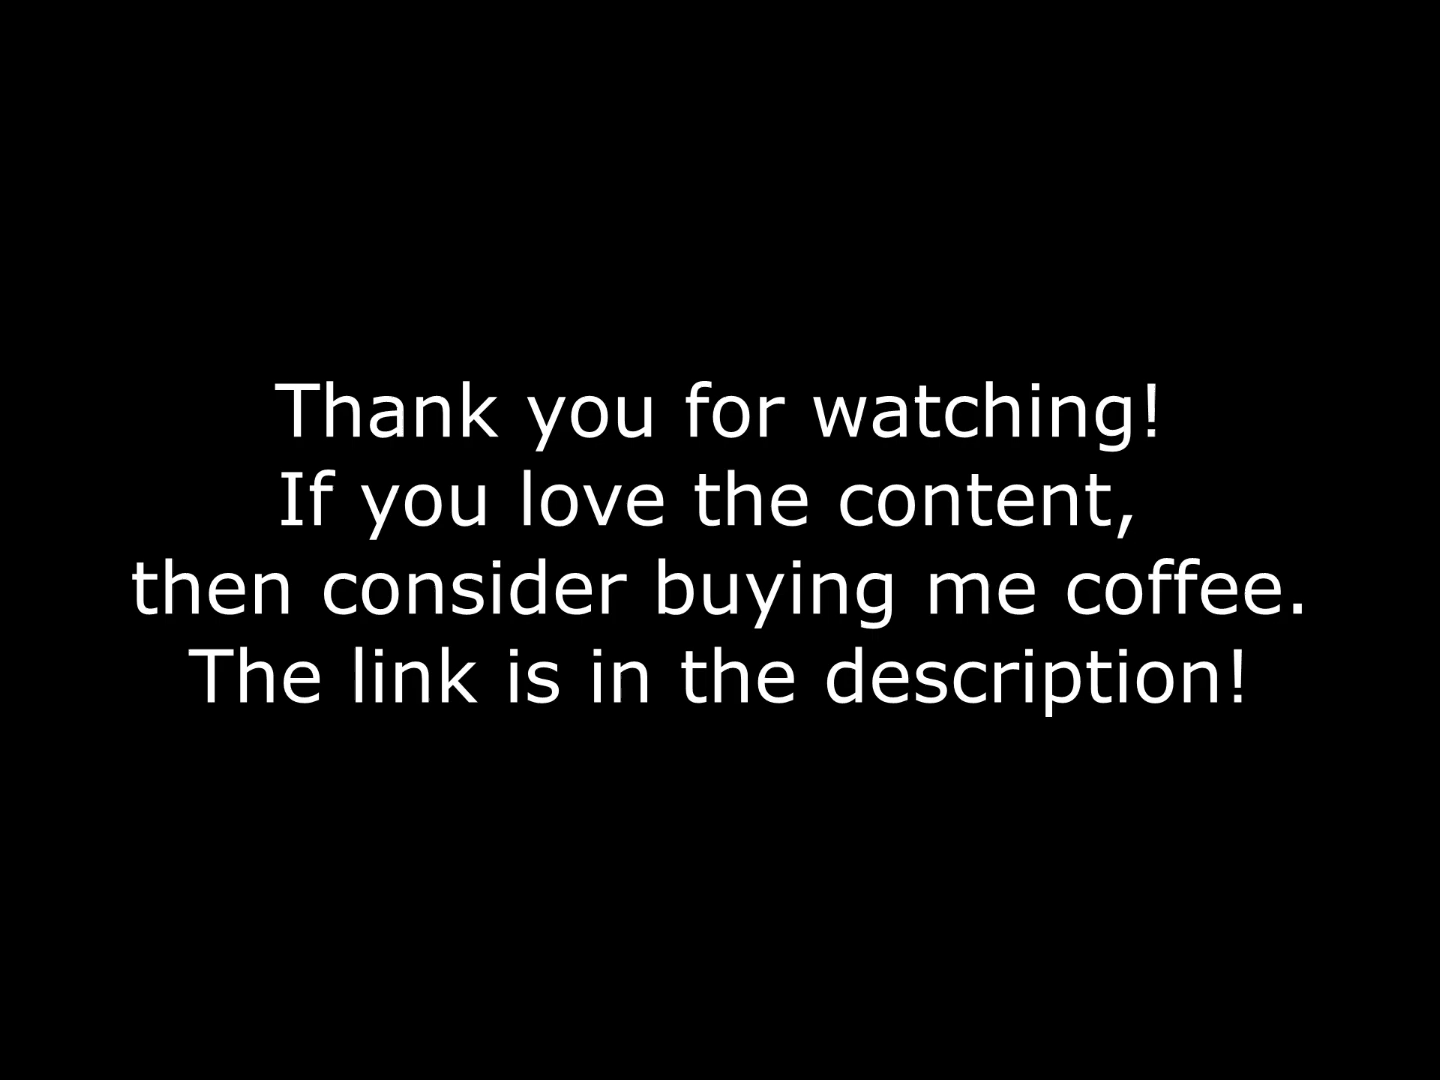 Thank you for watching!
If you love the content,
then consider buying me coffee.
The link is in the description!